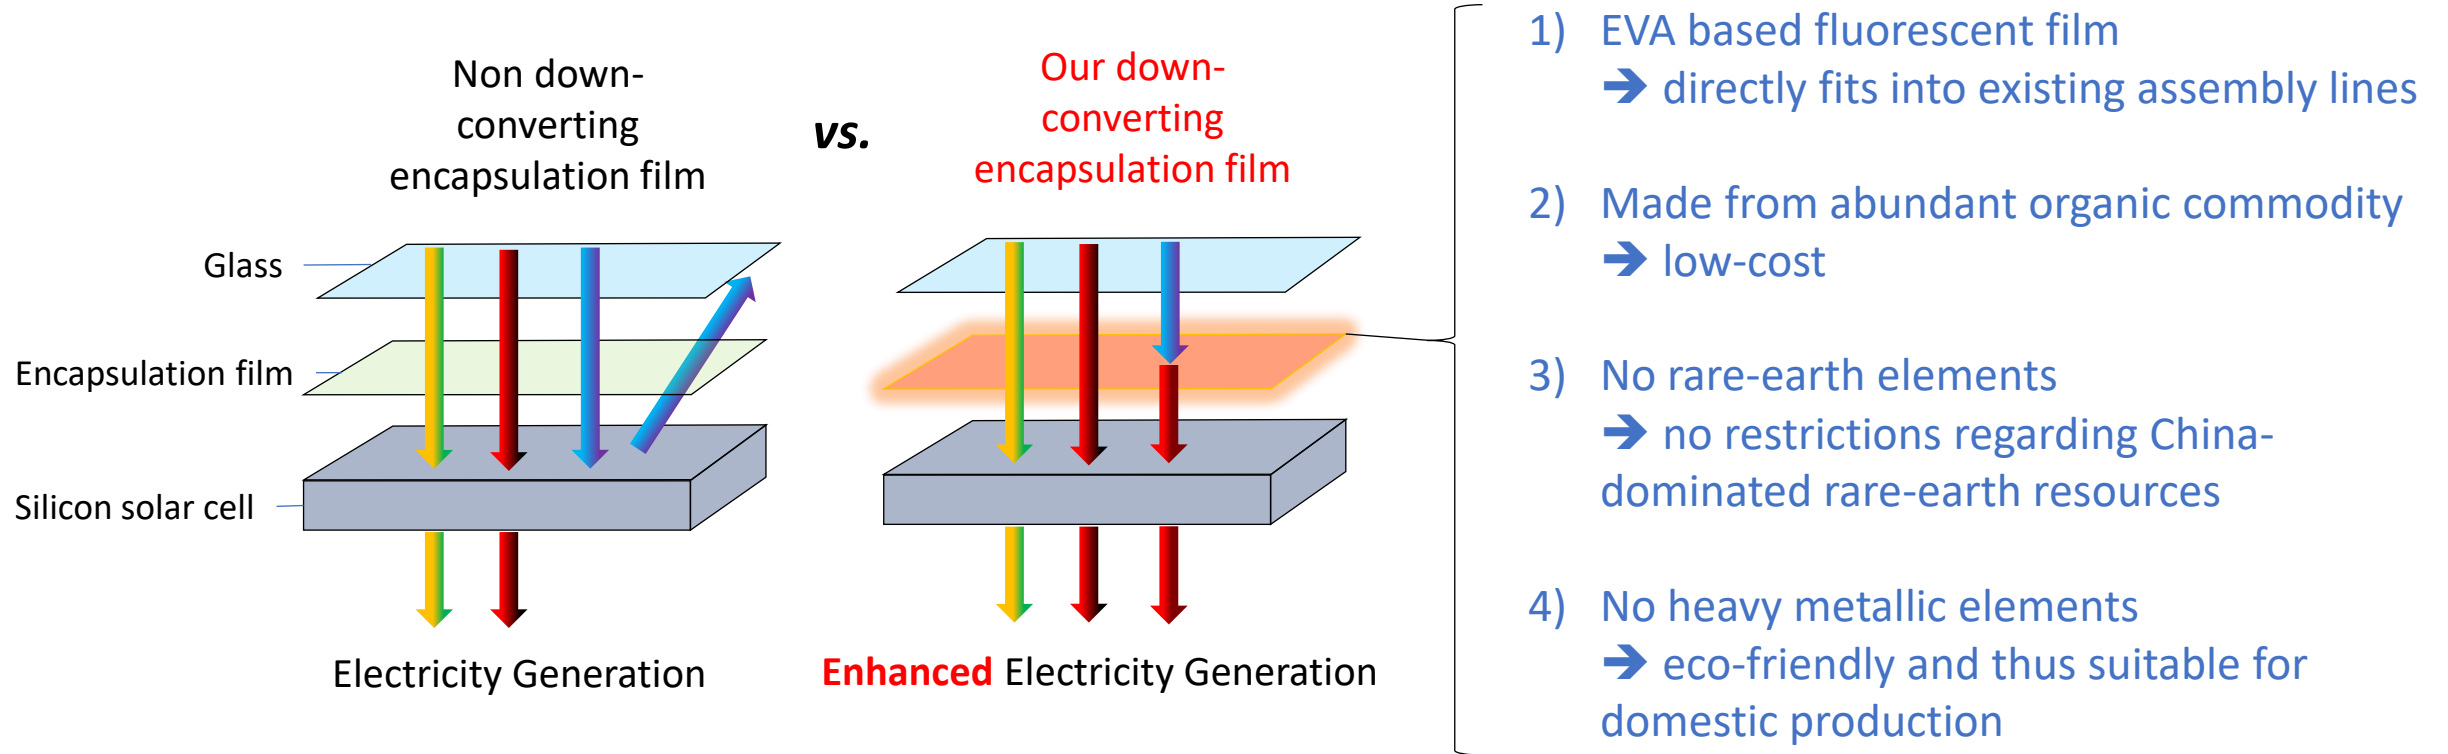 Non down-
converting
encapsulation film
vs.
Our down-
converting
encapsulation film
Glass
Encapsulation film
Silicon solar cell
Electricity Generation
Enhanced Electricity Generation
1) EVA based fluorescent film
➔ directly fits into existing assembly lines
2) Made from abundant organic commodity
➔ low-cost
3) No rare-earth elements
➔ no restrictions regarding China-
dominated rare-earth resources
4) No heavy metallic elements
➔ eco-friendly and thus suitable for
domestic production